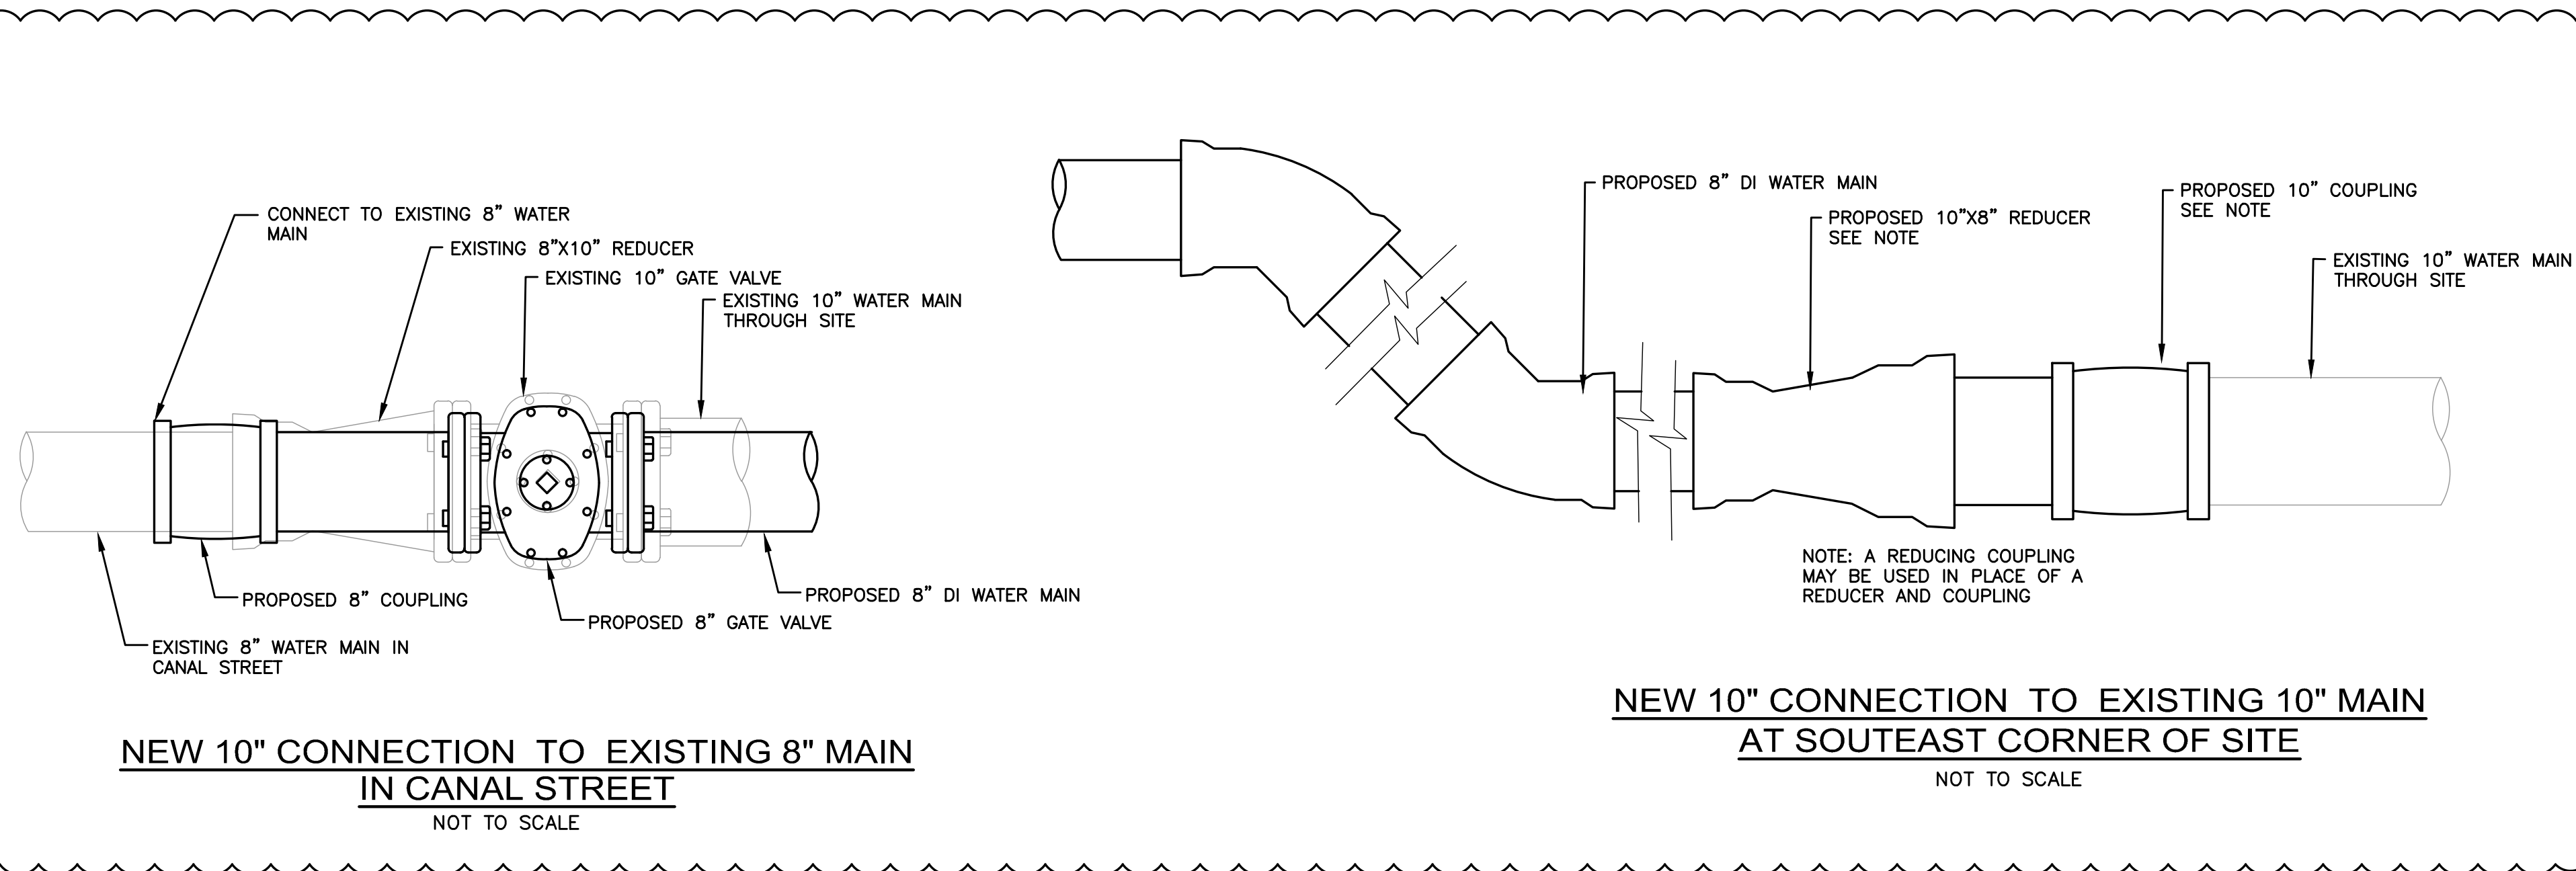 CONNECT TO EXISTING 8" WATER
MAIN
EXISTING 8"X10" REDUCER
EXISTING 10" GATE VALVE
EXISTING 10" WATER MAIN
THROUGH SITE
PROPOSED 8" COUPLING
PROPOSED 8" DI WATER MAIN
PROPOSED 8" GATE VALVE
EXISTING 8" WATER MAIN IN
CANAL STREET
NEW 10" CONNECTION TO EXISTING 8" MAIN
IN CANAL STREET
NOT TO SCALE
PROPOSED 8" DI WATER MAIN
PROPOSED 10"X8" REDUCER
SEE NOTE
PROPOSED 10" COUPLING
SEE NOTE
EXISTING 10" WATER MAIN
THROUGH SITE
NOTE: A REDUCING COUPLING
MAY BE USED IN PLACE OF A
REDUCER AND COUPLING
NEW 10" CONNECTION TO EXISTING 10" MAIN
AT SOUTEAST CORNER OF SITE
NOT TO SCALE